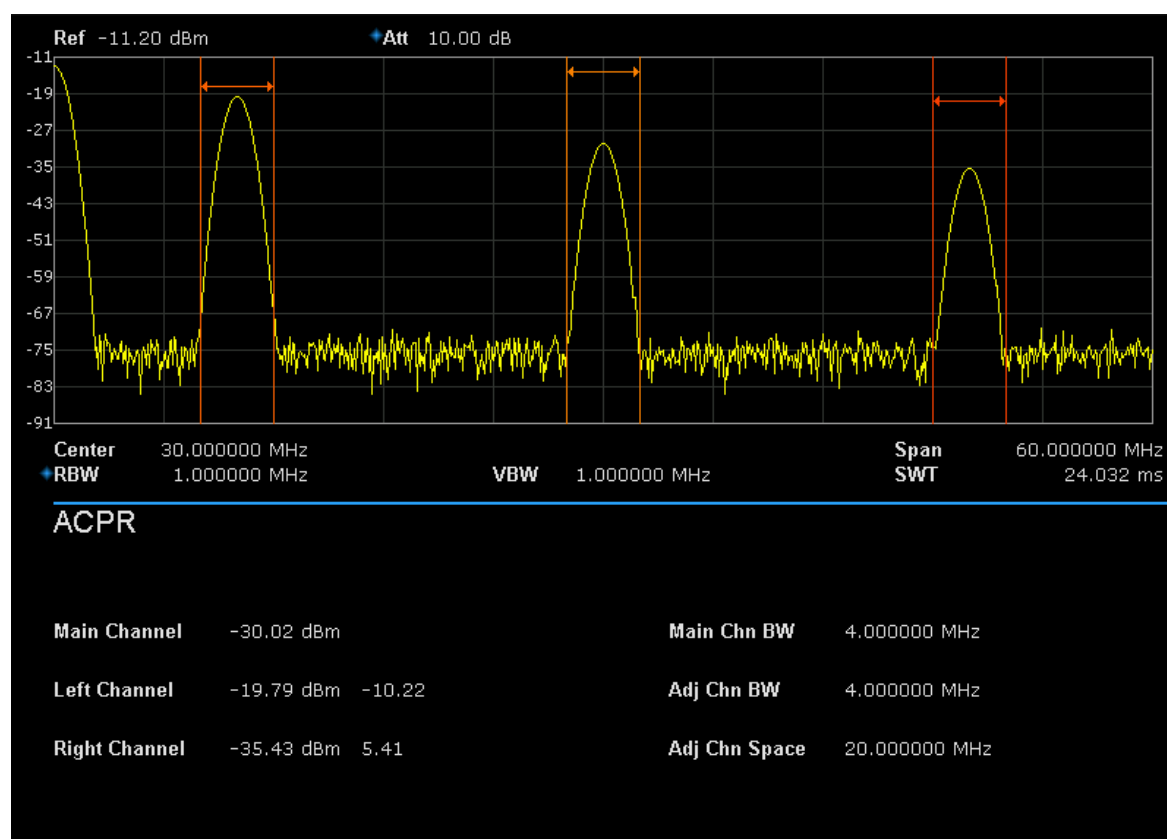 Ref -11.20 dBm Att 10.00 dB
-11
-19
-27
-35
-43
-51
-59
-67
-75
-83
-91
Center 30.000000 MHz Span 60.000000 MHz
RBW 1.000000 MHz VBW 1.000000 MHz SWT 24.032 ms
ACPR
Main Channel -30.02 dBm Main Chn BW 4.000000 MHz
Left Channel -19.79 dBm -10.22 Adj Chn BW 4.000000 MHz
Right Channel -35.43 dBm 5.41 Adj Chn Space 20.000000 MHz